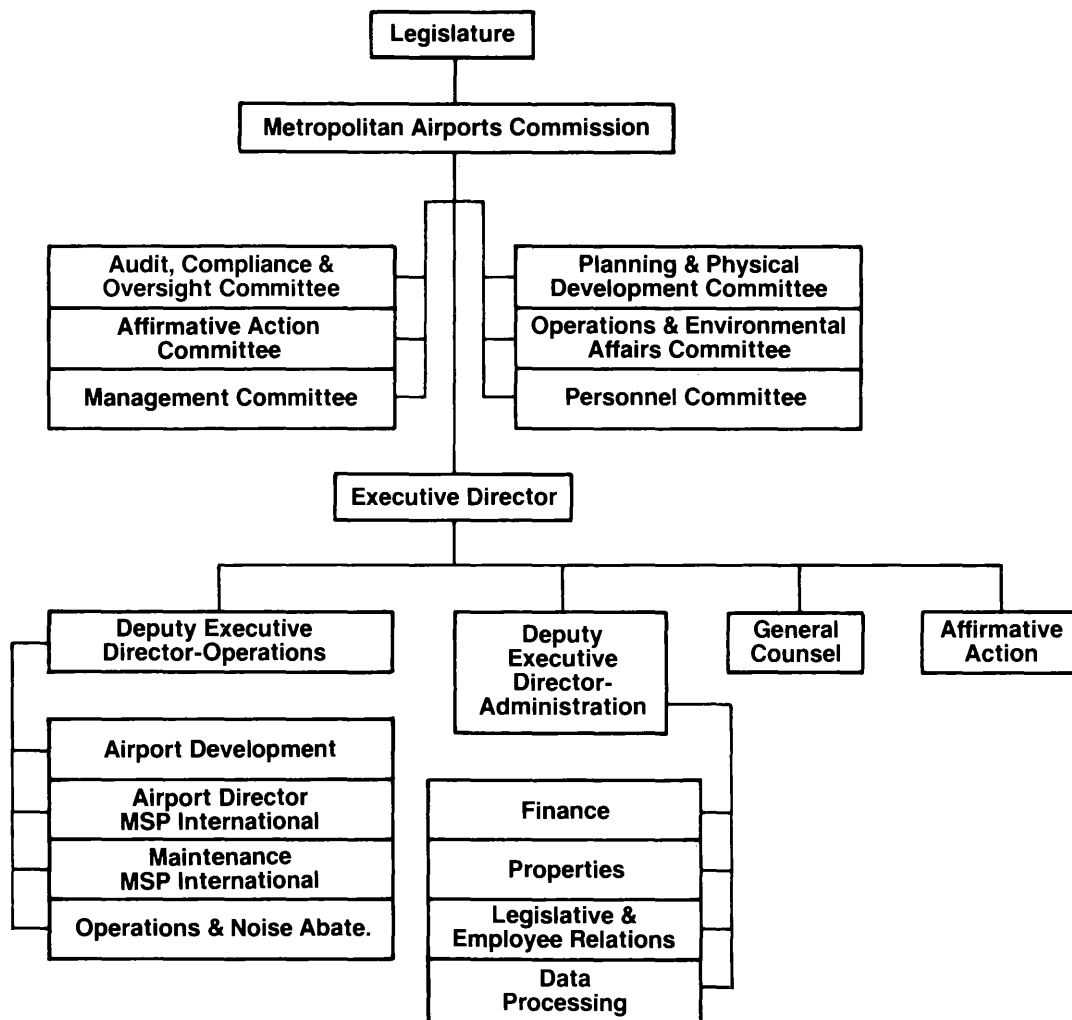 Legislature
Metropolitan Airports Commission
Audit, Compliance &
Oversight Committee
Affirmative Action
Committee
Management Committee
Planning & Physical
Development Committee
Operations & Environmental
Affairs Committee
Personnel Committee
Executive Director
Deputy Executive
Director-Operations
Airport Development
Airport Director
MSP International
Maintenance
MSP International
Operations & Noise Abate.
Deputy
Executive
Director-
Administration
Finance
Properties
Legislative &
Employee Relations
Data
Processing
General
Counsel
Affirmative
Action